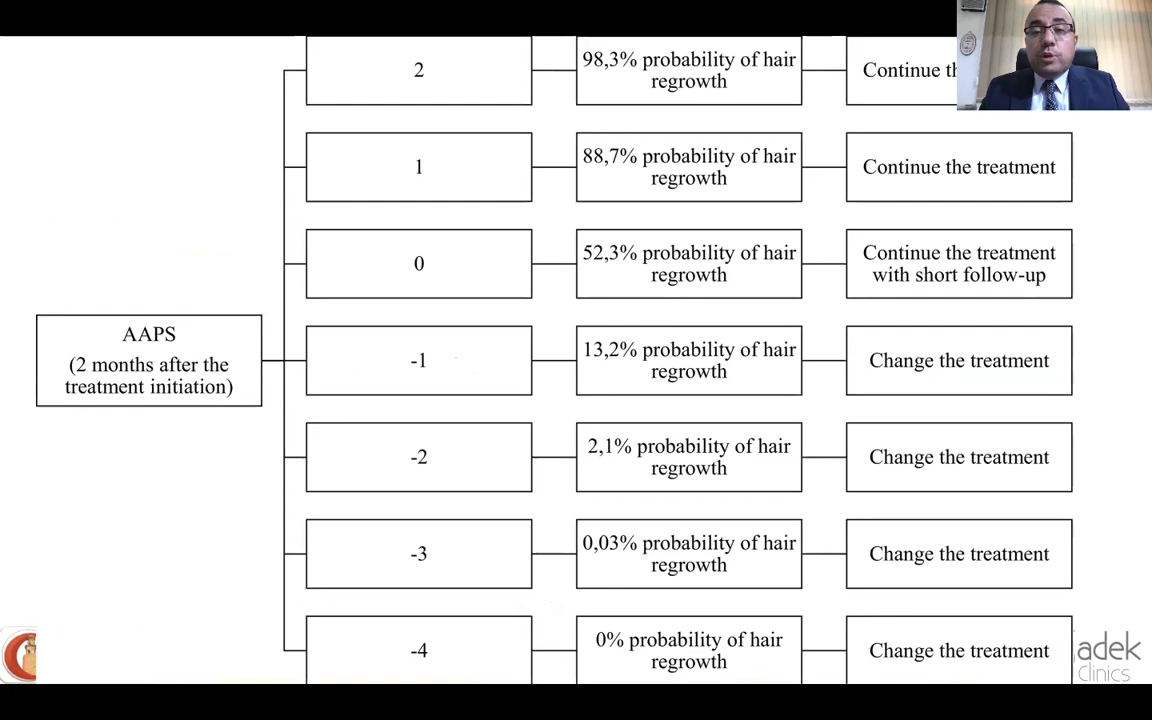 2
98,3% probability of hair
regrowth
Continue
1
88,7% probability of hair
regrowth
Continue the treatment
0
52,3% probability of hair
regrowth
Continue the treatment
with short follow-up
AAPS
(2 months after the
treatment initiation)
-1
13,2% probability of hair
regrowth
Change the treatment
-2
2,1% probability of hair
regrowth
Change the treatment
-3
0,03% probability of hair
regrowth
Change the treatment
-4
0% probability of hair
regrowth
Change the treatment
adek
Clinics